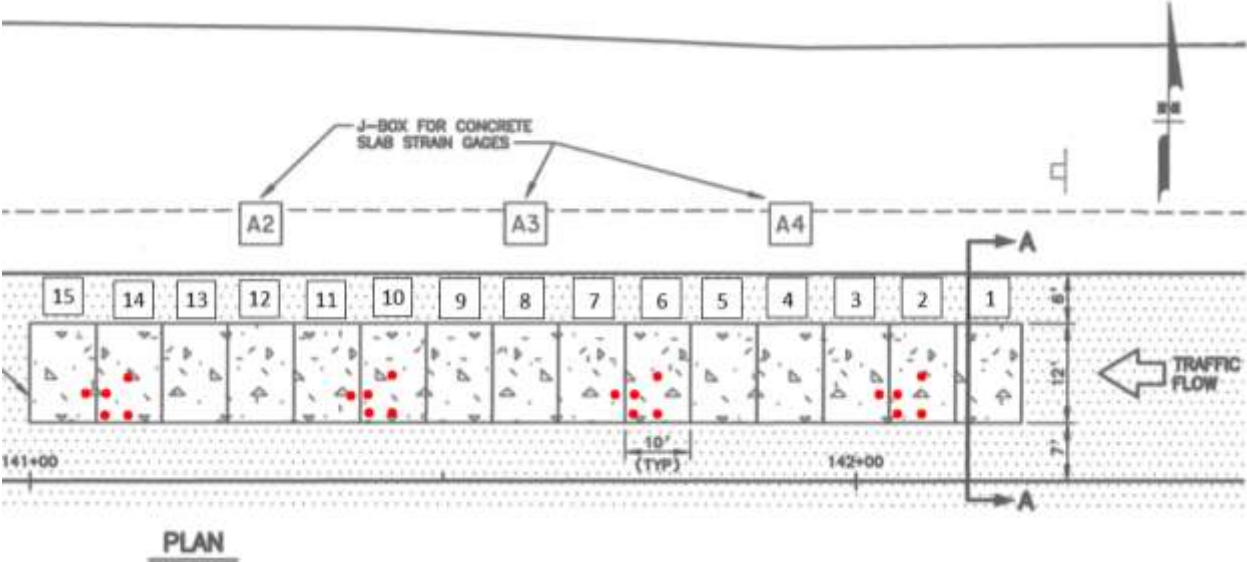 J-BOX FOR CONCRETE
SLAB STRAIN GAGES
A2
A3
A4
A
15
14
13
12
11
10
9
8
7
6
5
4
3
2
1
6'
12'
TRAFFIC
FLOW
10'
(TYP)
7'
141+00
142+00
A
PLAN